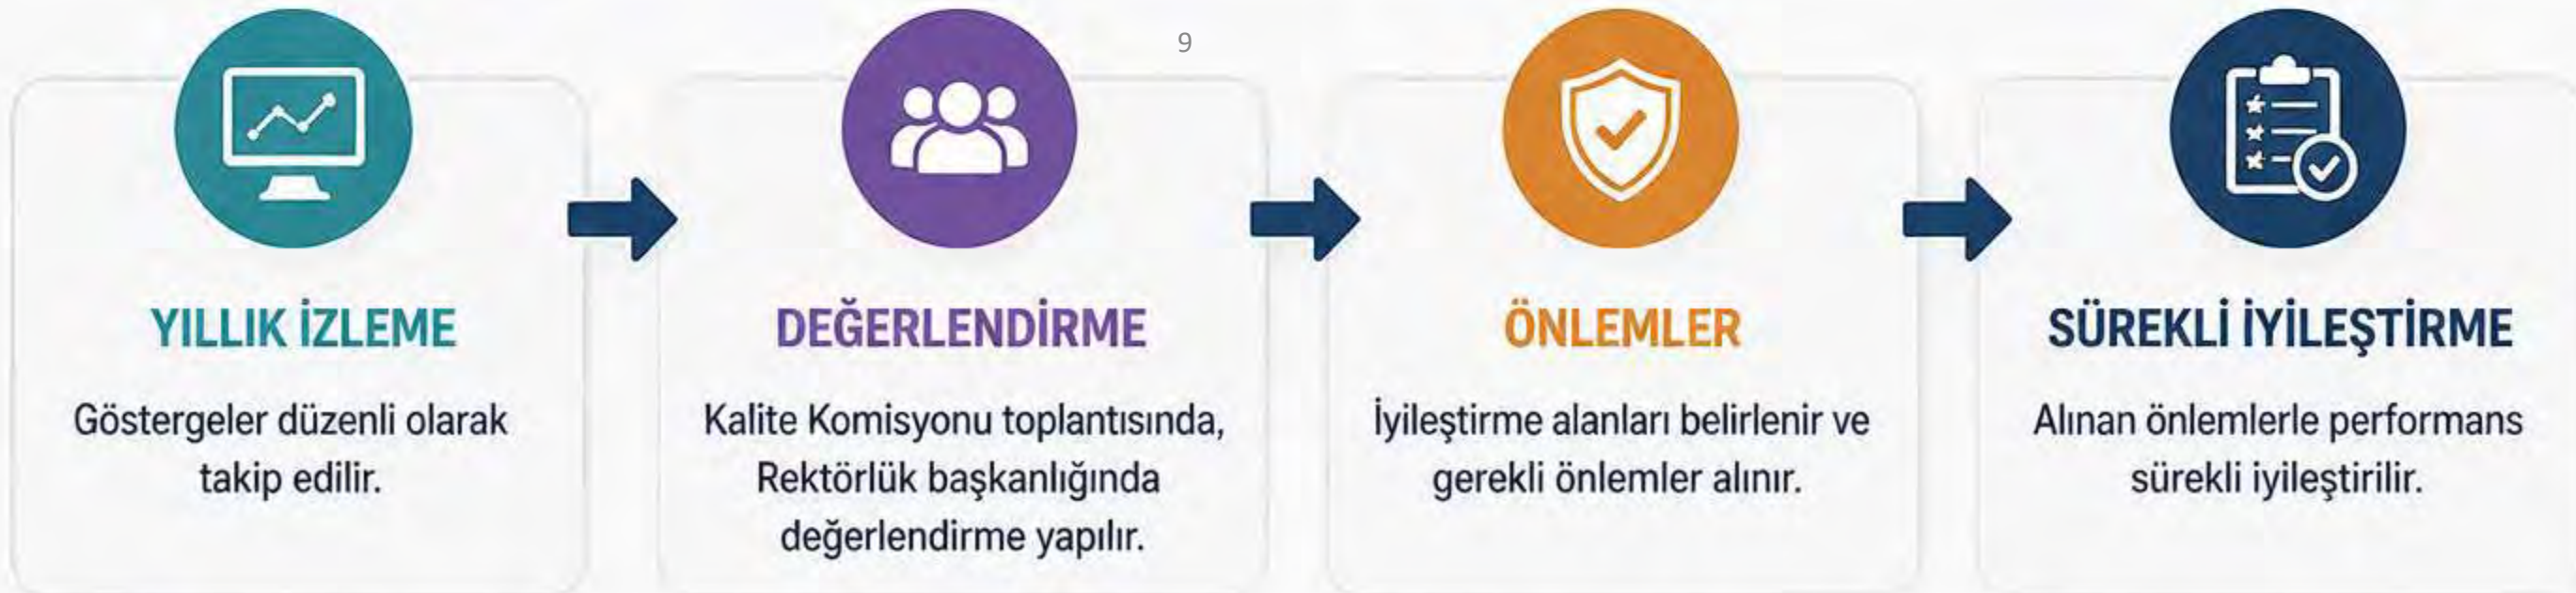 9
YILLIK İZLEME
Göstergeler düzenli olarak
takip edilir.
DEĞERLENDİRME
Kalite Komisyonu toplantısında,
Rektörlük başkanlığında
değerlendirme yapılır.
ÖNLEMLER
İyileştirme alanları belirlenir ve
gerekli önlemler alınır.
SÜREKLİ İYİLEŞTİRME
Alınan önlemlerle performans
sürekli iyileştirilir.